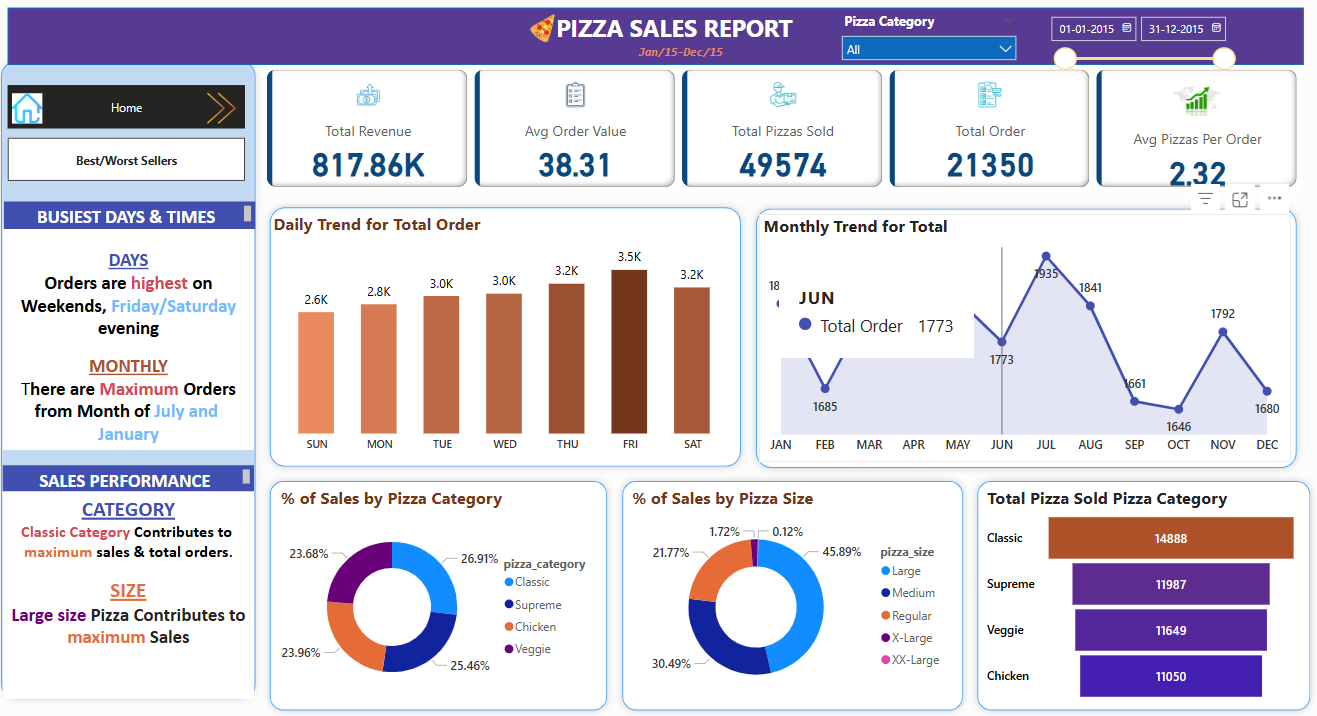 PIZZA SALES REPORT
Jan/15-Dec/15
Pizza Category
All
01-01-2015
31-12-2015
Home
Best/Worst Sellers
BUSIEST DAYS & TIMES
DAYS
Orders are highest on
Weekends, Friday/Saturday
evening
MONTHLY
There are Maximum Orders
from Month of July and
January
SALES PERFORMANCE
CATEGORY
Classic Category Contributes to
maximum sales & total orders.
SIZE
Large size Pizza Contributes to
maximum Sales
Total Revenue
817.86K
Avg Order Value
38.31
Total Pizzas Sold
49574
Total Order
21350
Avg Pizzas Per Order
2.32
Daily Trend for Total Order
2.6K
2.8K
3.0K
3.0K
3.2K
3.5K
3.2K
SUN
MON
TUE
WED
THU
FRI
SAT
Monthly Trend for Total
18
JUN
Total Order 1773
1685
1773
1935
1841
1661
1646
1792
1680
JAN
FEB
MAR
APR
MAY
JUN
JUL
AUG
SEP
OCT
NOV
DEC
% of Sales by Pizza Category
23.68%
26.91%
23.96%
25.46%
pizza_category
Classic
Supreme
Chicken
Veggie
% of Sales by Pizza Size
1.72%
0.12%
21.77%
45.89%
30.49%
pizza_size
Large
Medium
Regular
X-Large
XX-Large
Total Pizza Sold Pizza Category
Classic 14888
Supreme 11987
Veggie 11649
Chicken 11050